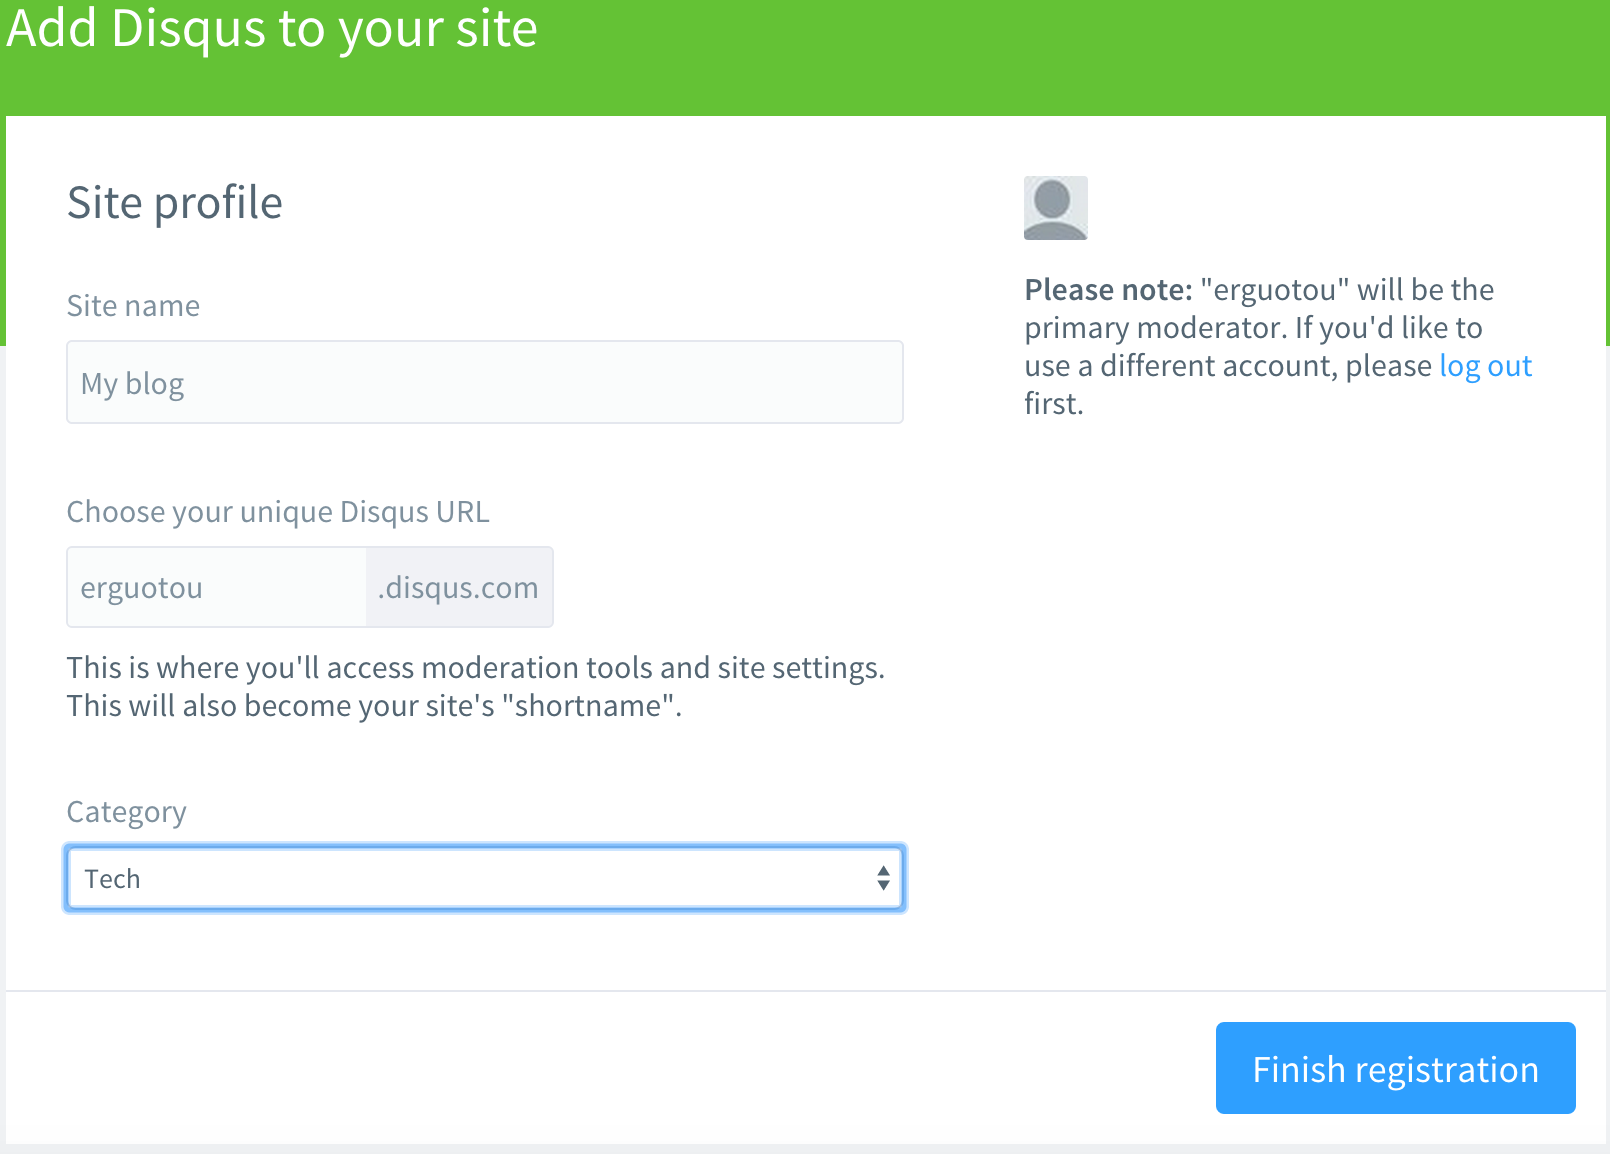 Add Disqus to your site
Site profile
Site name
My blog
Choose your unique Disqus URL
erguotou .disqus.com
This is where you'll access moderation tools and site settings.
This will also become your site's "shortname".
Category
Tech
Please note: "erguotou" will be the
primary moderator. If you'd like to
use a different account, please log out
first.
Finish registration